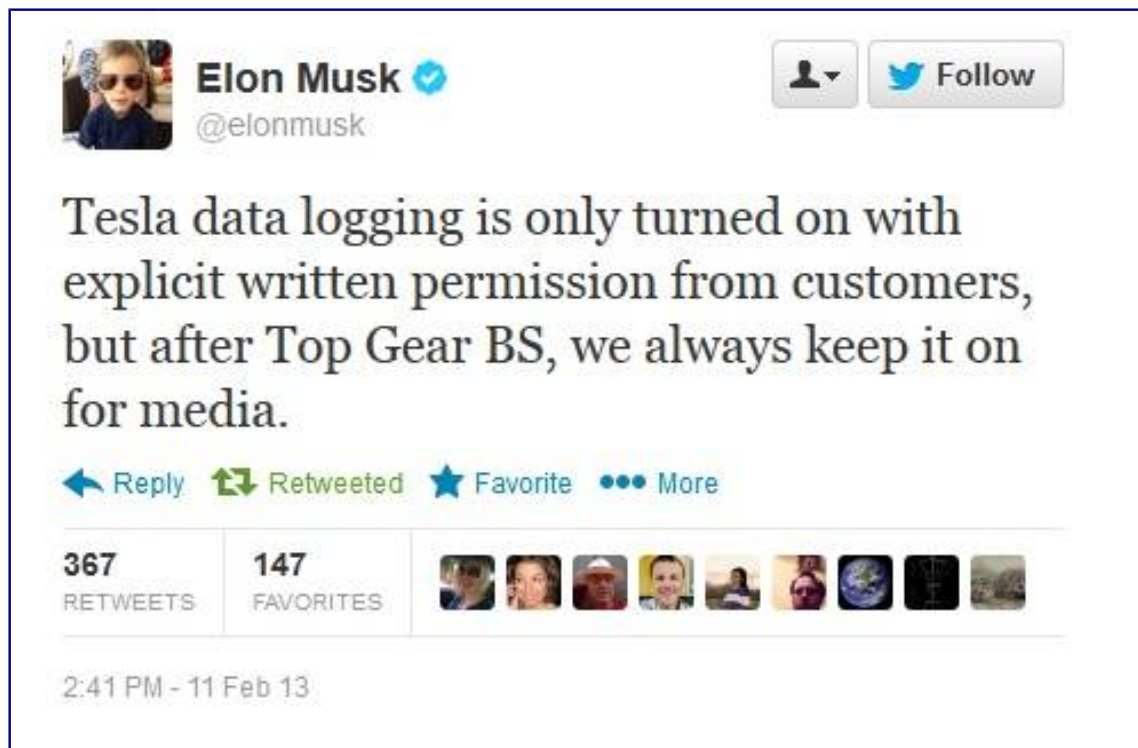 Elon Musk
@elonmusk
Follow
Tesla data logging is only turned on with
explicit written permission from customers,
but after Top Gear BS, we always keep it on
for media.
Reply Retweeted Favorite More
367 147
RETWEETS FAVORITES
2:41 PM - 11 Feb 13